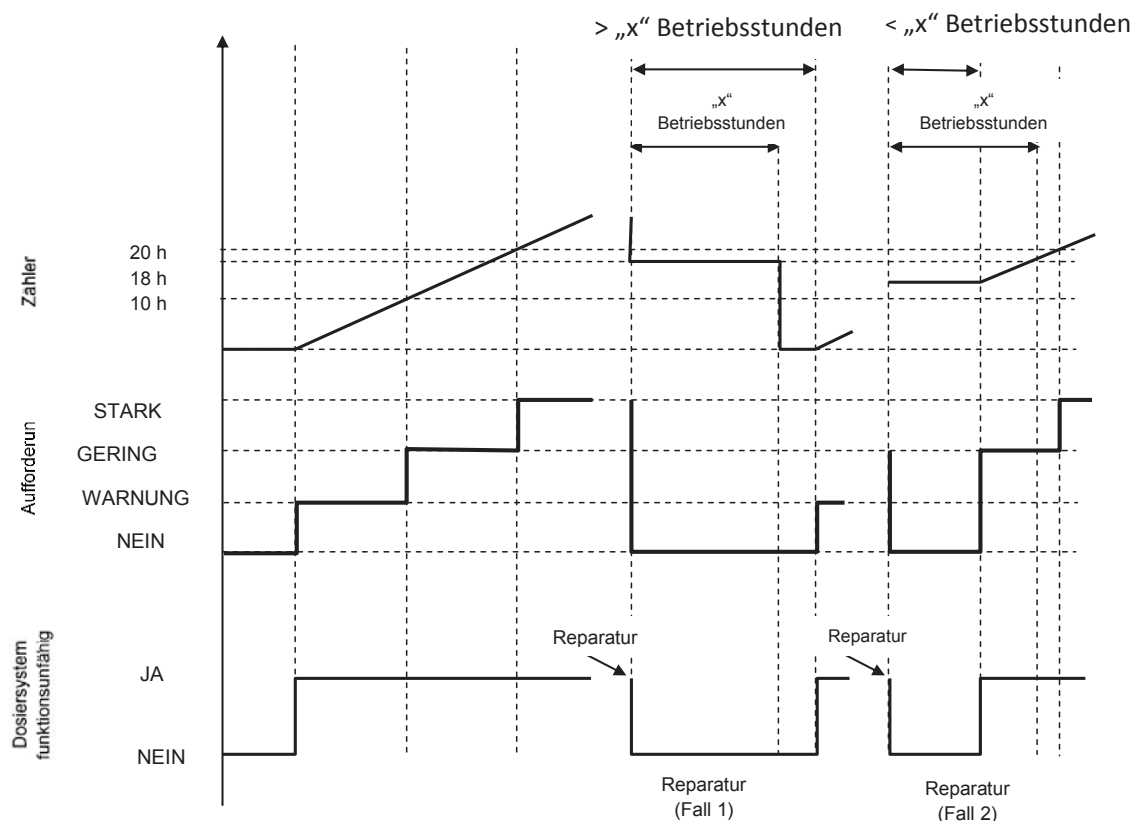 > „x“ Betriebsstunden
< „x“ Betriebsstunden
„x“
Betriebsstunden
„x“
Betriebsstunden
Zähler
20 h
18 h
10 h
Aufforderun
STARK
GERING
WARNUNG
NEIN
Dosiersystem
funktionsunfähig
JA
NEIN
Reparatur
Reparatur
Reparatur
(Fall 1)
Reparatur
(Fall 2)